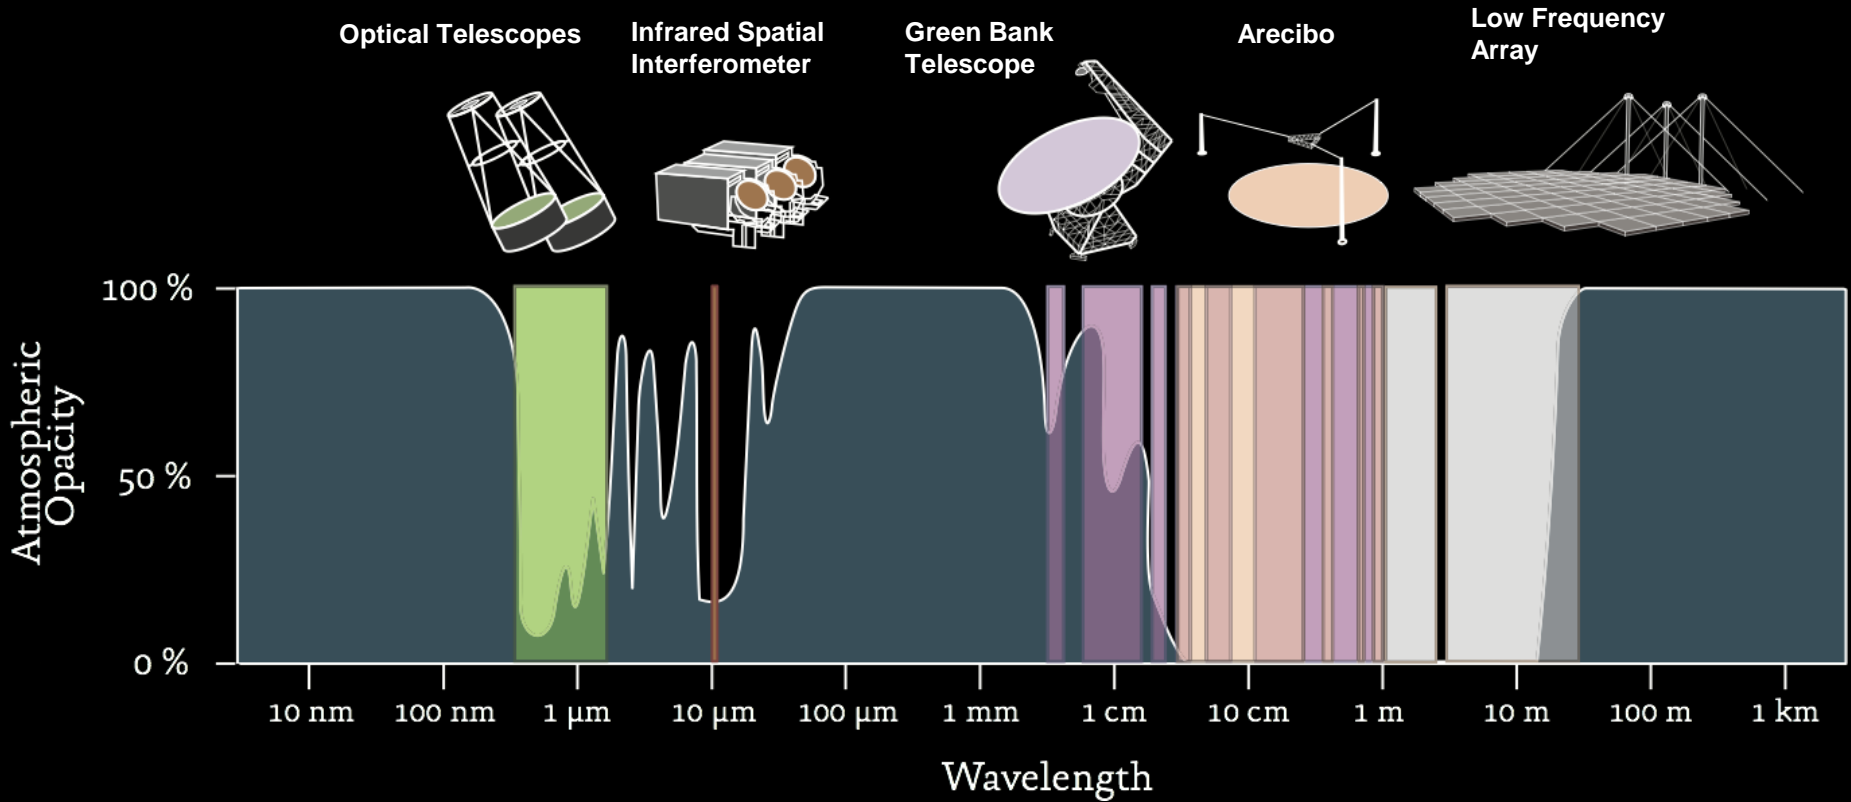 Optical Telescopes
Infrared Spatial
Interferometer
Green Bank
Telescope
Arecibo
Low Frequency
Array
Atmospheric
Opacity
100 %
50 %
0 %
10 nm
100 nm
1 μm
10 μm
100 μm
1 mm
1 cm
10 cm
1 m
10 m
100 m
1 km
Wavelength